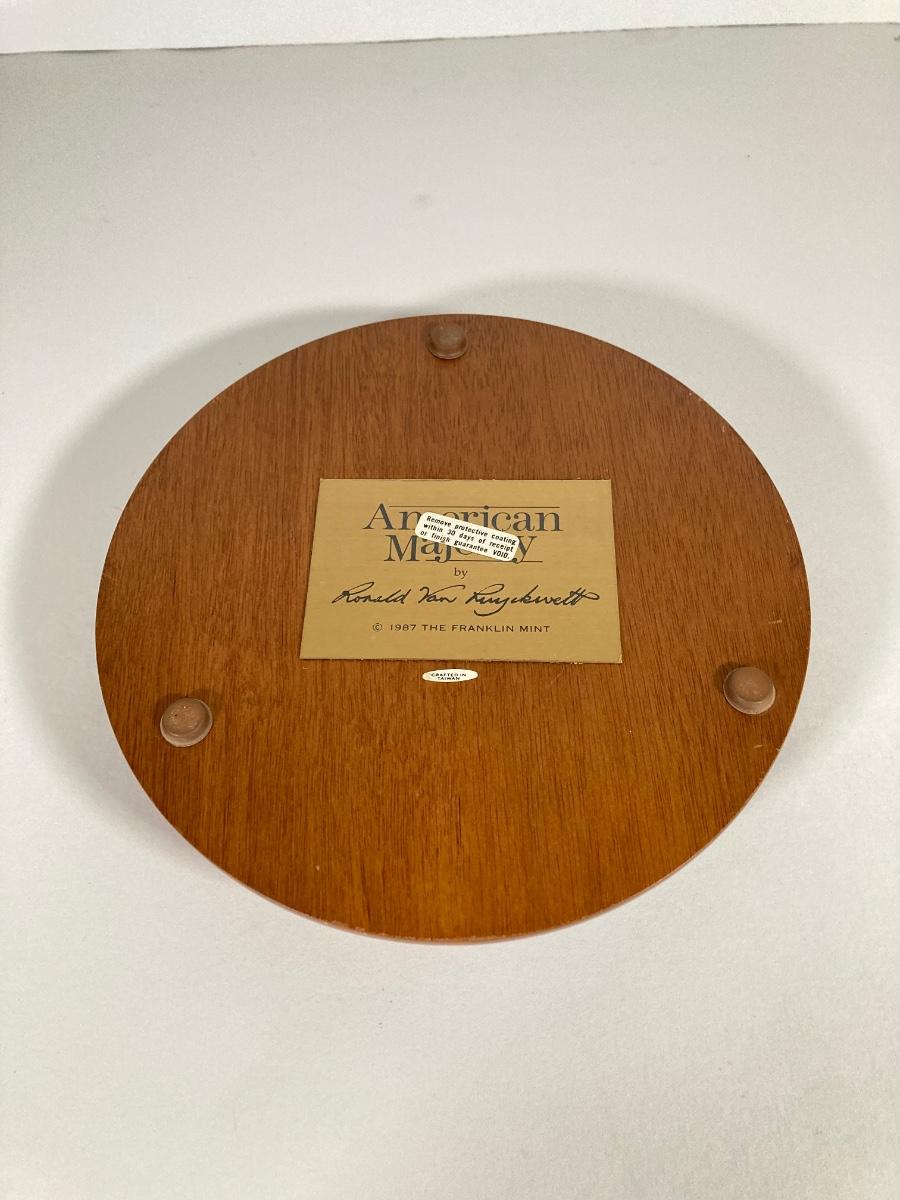 American
Remove protective coating
within 30 days of receipt
or finish guarantee VOID.
Majesty
by
Ronald Van Ruyckevelt
© 1987 THE FRANKLIN MINT
CRAFTED IN
TAIWAN